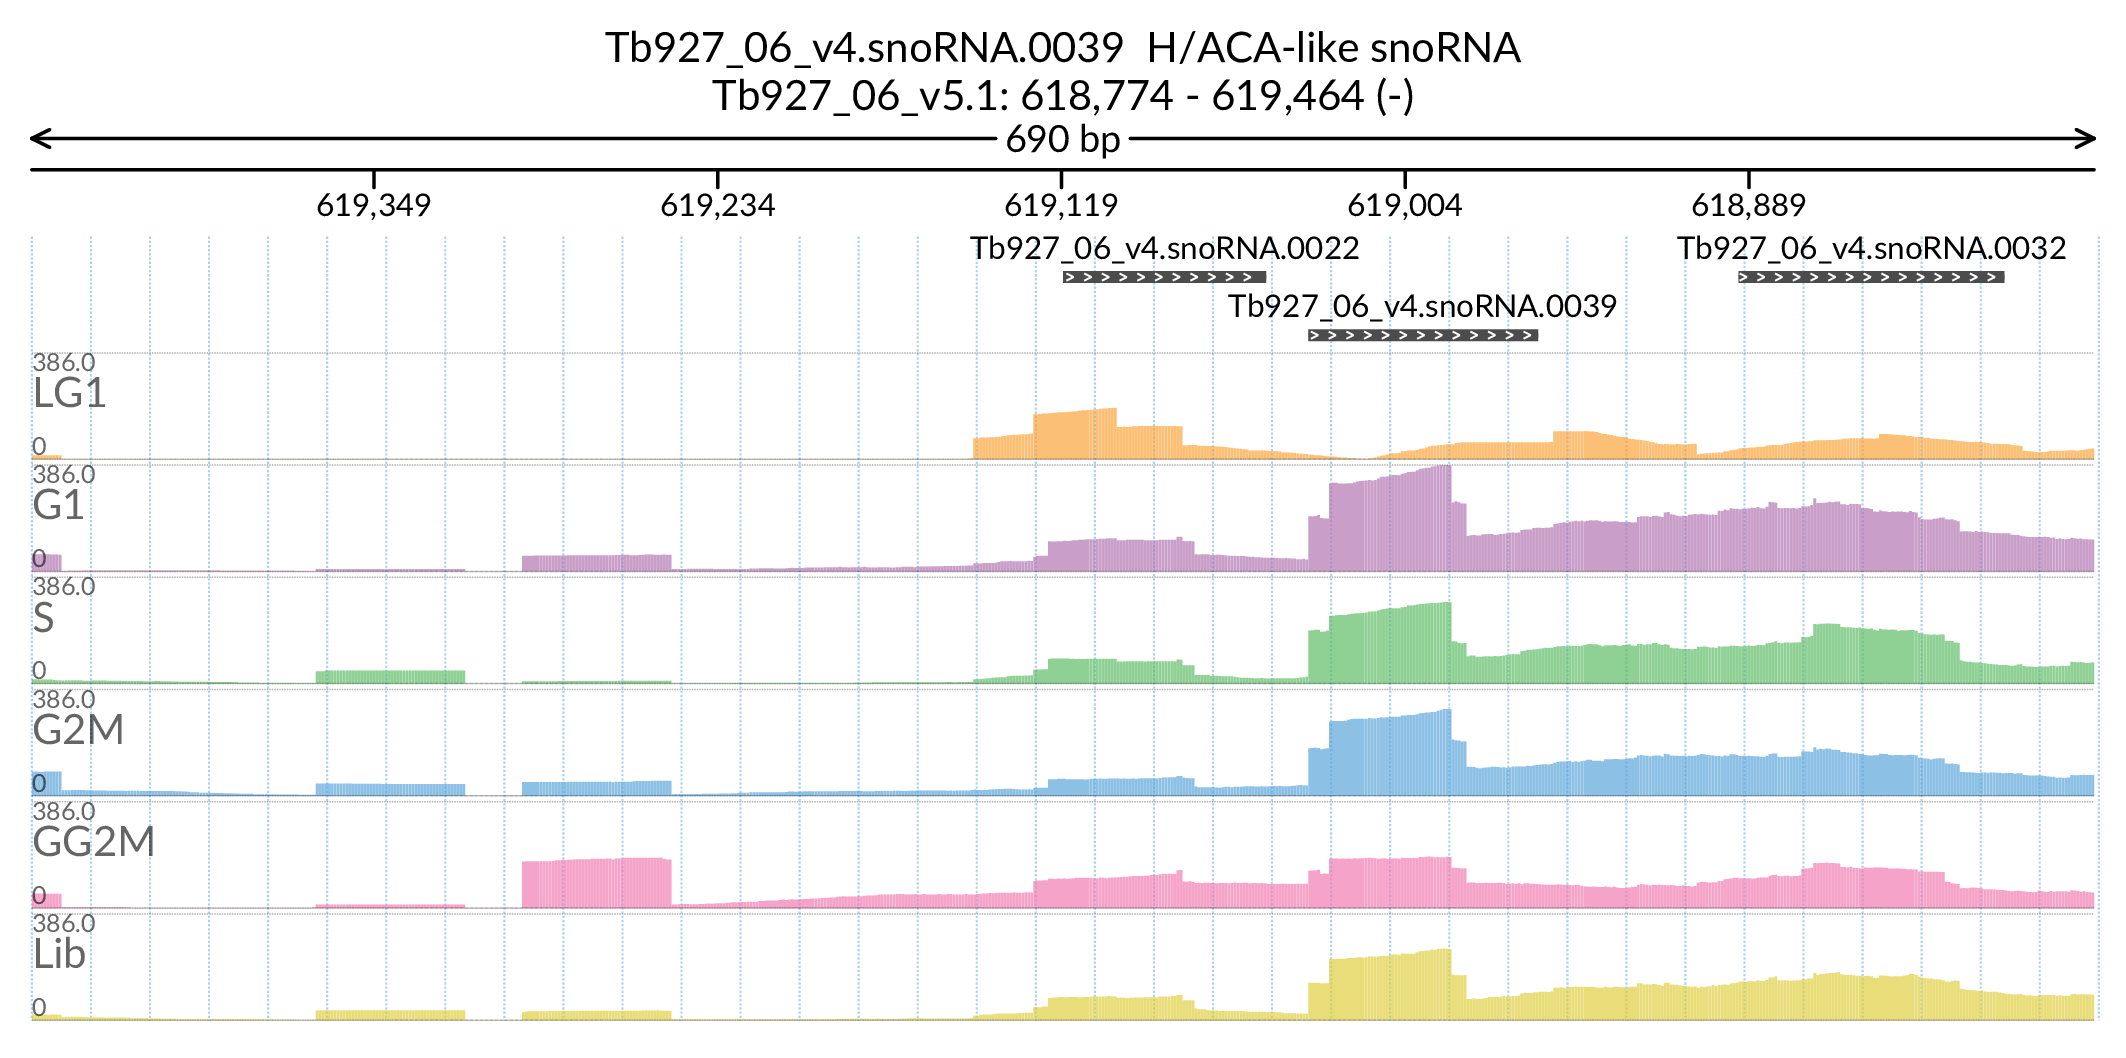 Tb927_06_v4.snoRNA.0039  H/ACA-like snoRNA
Tb927_06_v5.1: 618,774 - 619,464 (-)
690 bp
619,349 619,234 619,119 619,004 618,889
Tb927_06_v4.snoRNA.0022 Tb927_06_v4.snoRNA.0032
Tb927_06_v4.snoRNA.0039
386.0
LG1
0
386.0
G1
0
386.0
S
0
386.0
G2M
0
386.0
GG2M
0
386.0
Lib
0